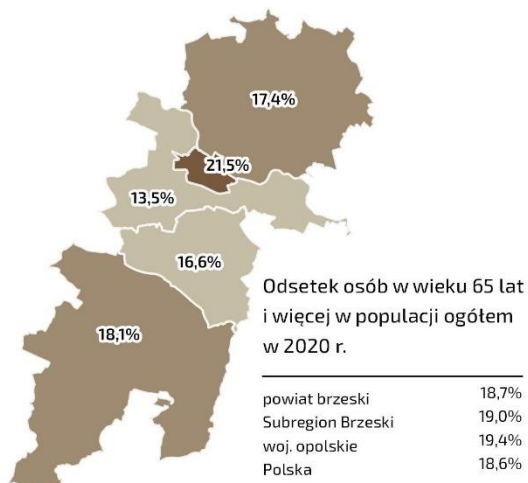 17,4%
21,5%
13,5%
16,6%
18,1%
Odsetek osób w wieku 65 lat
i więcej w populacji ogółem
w 2020 r.
powiat brzeski 18,7%
Subregion Brzeski 19,0%
woj. opolskie 19,4%
Polska 18,6%